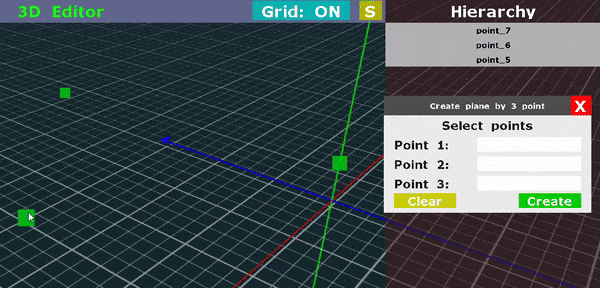 3D Editor
Grid: ON
S
Hierarchy
point_7
point_6
point_5
Create plane by 3 point
X
Select points
Point 1:
Point 2:
Point 3:
Clear
Create